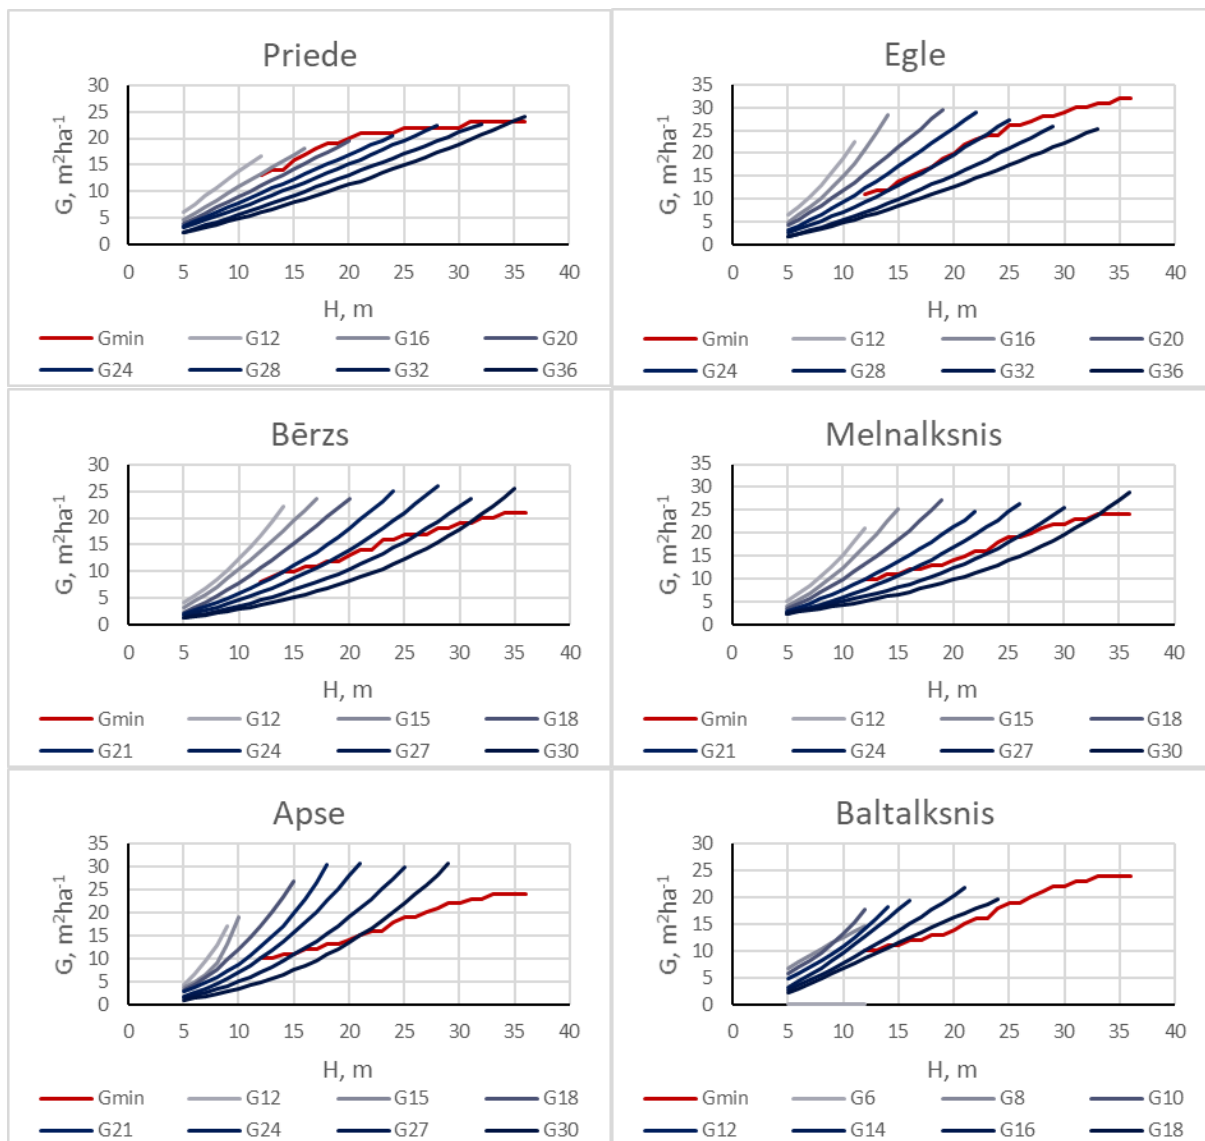 Priede
30
25
20
15
10
5
0
G, m²ha⁻¹
0 5 10 15 20 25 30 35 40
H, m
Gmin G12 G16 G20
G24 G28 G32 G36
Egle
35
30
25
20
15
10
5
0
G, m²ha⁻¹
0 5 10 15 20 25 30 35 40
H, m
Gmin G12 G16 G20
G24 G28 G32 G36
Bērzs
30
25
20
15
10
5
0
G, m²ha⁻¹
0 5 10 15 20 25 30 35 40
H, m
Gmin G12 G15 G18
G21 G24 G27 G30
Melnalksnis
35
30
25
20
15
10
5
0
G, m²ha⁻¹
0 5 10 15 20 25 30 35 40
H, m
Gmin G12 G15 G18
G21 G24 G27 G30
Apse
35
30
25
20
15
10
5
0
G, m²ha⁻¹
0 5 10 15 20 25 30 35 40
H, m
Gmin G12 G15 G18
G21 G24 G27 G30
Baltalksnis
30
25
20
15
10
5
0
G, m²ha⁻¹
0 5 10 15 20 25 30 35 40
H, m
Gmin G6 G8 G10
G12 G14 G16 G18